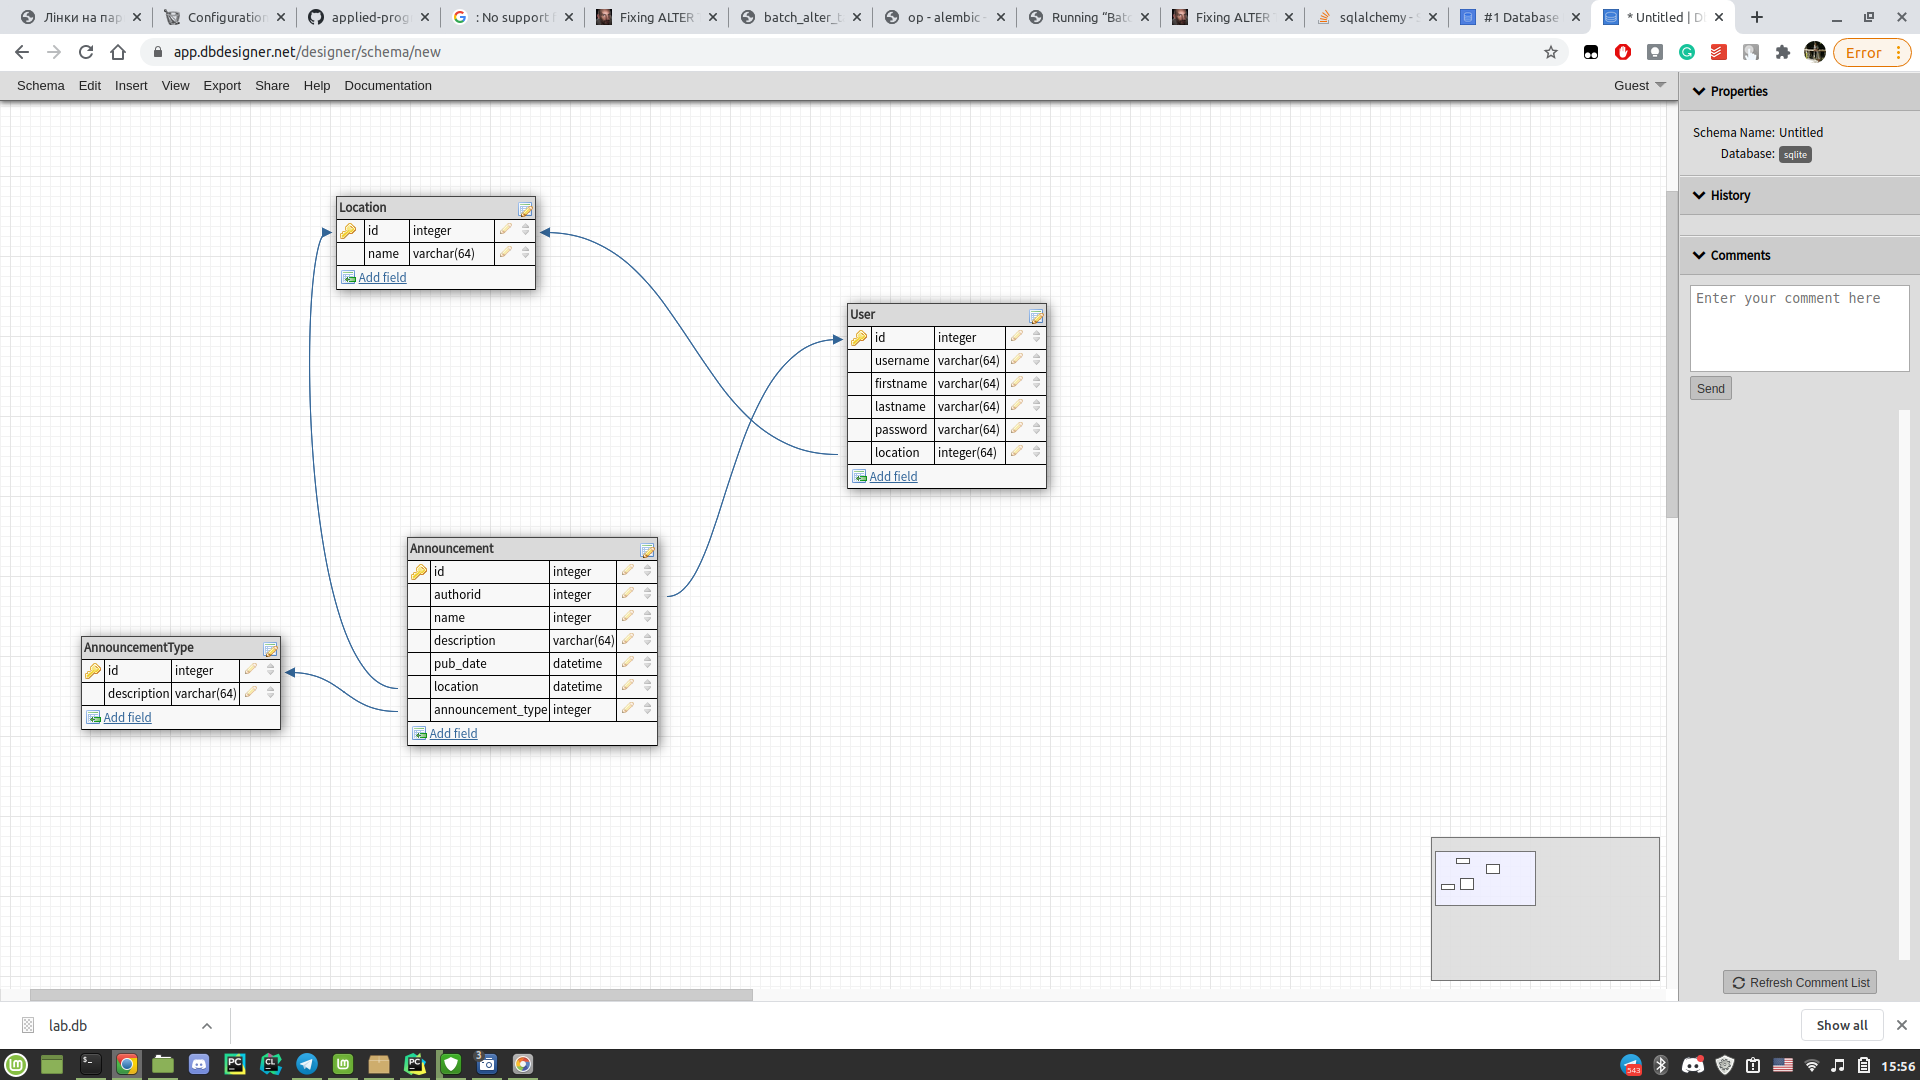 Лінки на пар
Configuration
applied-prog
: No support f
Fixing ALTER T
batch_alter_t
op - alembic -
Running “Batc
Fixing ALTER T
sqlalchemy - S
#1 Database
* Untitled | D
app.dbdesigner.net/designer/schema/new
Error
Schema Edit Insert View Export Share Help Documentation
Guest
Properties
Schema Name: Untitled
Database: sqlite
History
Comments
Enter your comment here
Send
Refresh Comment List
Location
id integer
name varchar(64)
Add field
User
id integer
username varchar(64)
firstname varchar(64)
lastname varchar(64)
password varchar(64)
location integer(64)
Add field
Announcement
id integer
authorid integer
name integer
description varchar(64)
pub_date datetime
location datetime
announcement_type integer
Add field
AnnouncementType
id integer
description varchar(64)
Add field
lab.db
Show all
3
543
15:56